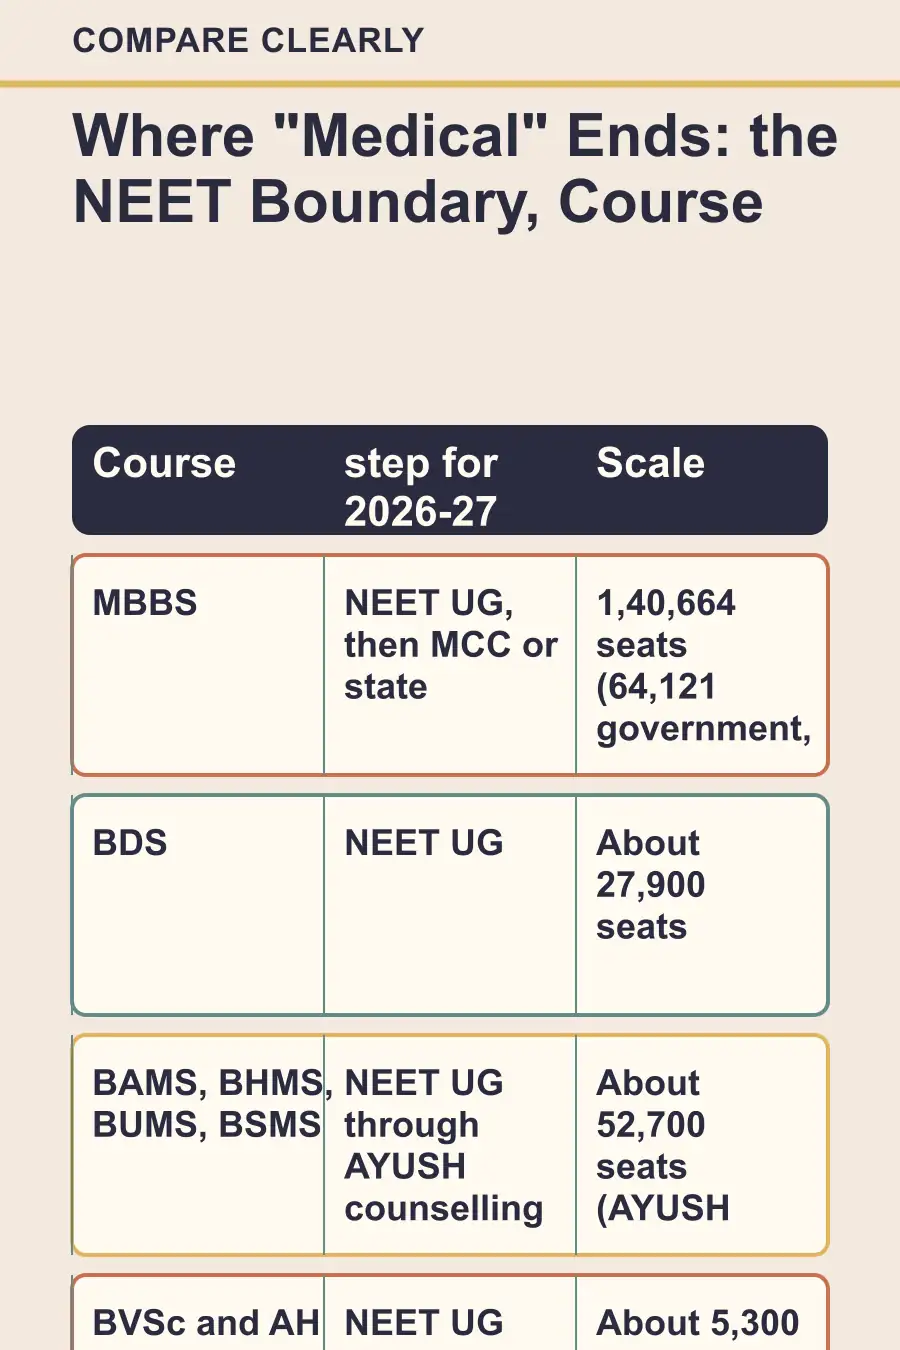 COMPARE CLEARLY
Where "Medical" Ends: the
NEET Boundary, Course
Course
step for
2026-27
Scale
MBBS
NEET UG,
then MCC or
state
1,40,664
seats
(64,121
government,
BDS
NEET UG
About
27,900
seats
BAMS, BHMS,
BUMS, BSMS
NEET UG
through
AYUSH
counselling
About
52,700
seats
(AYUSH
BVSc and AH
NEET UG
About 5,300